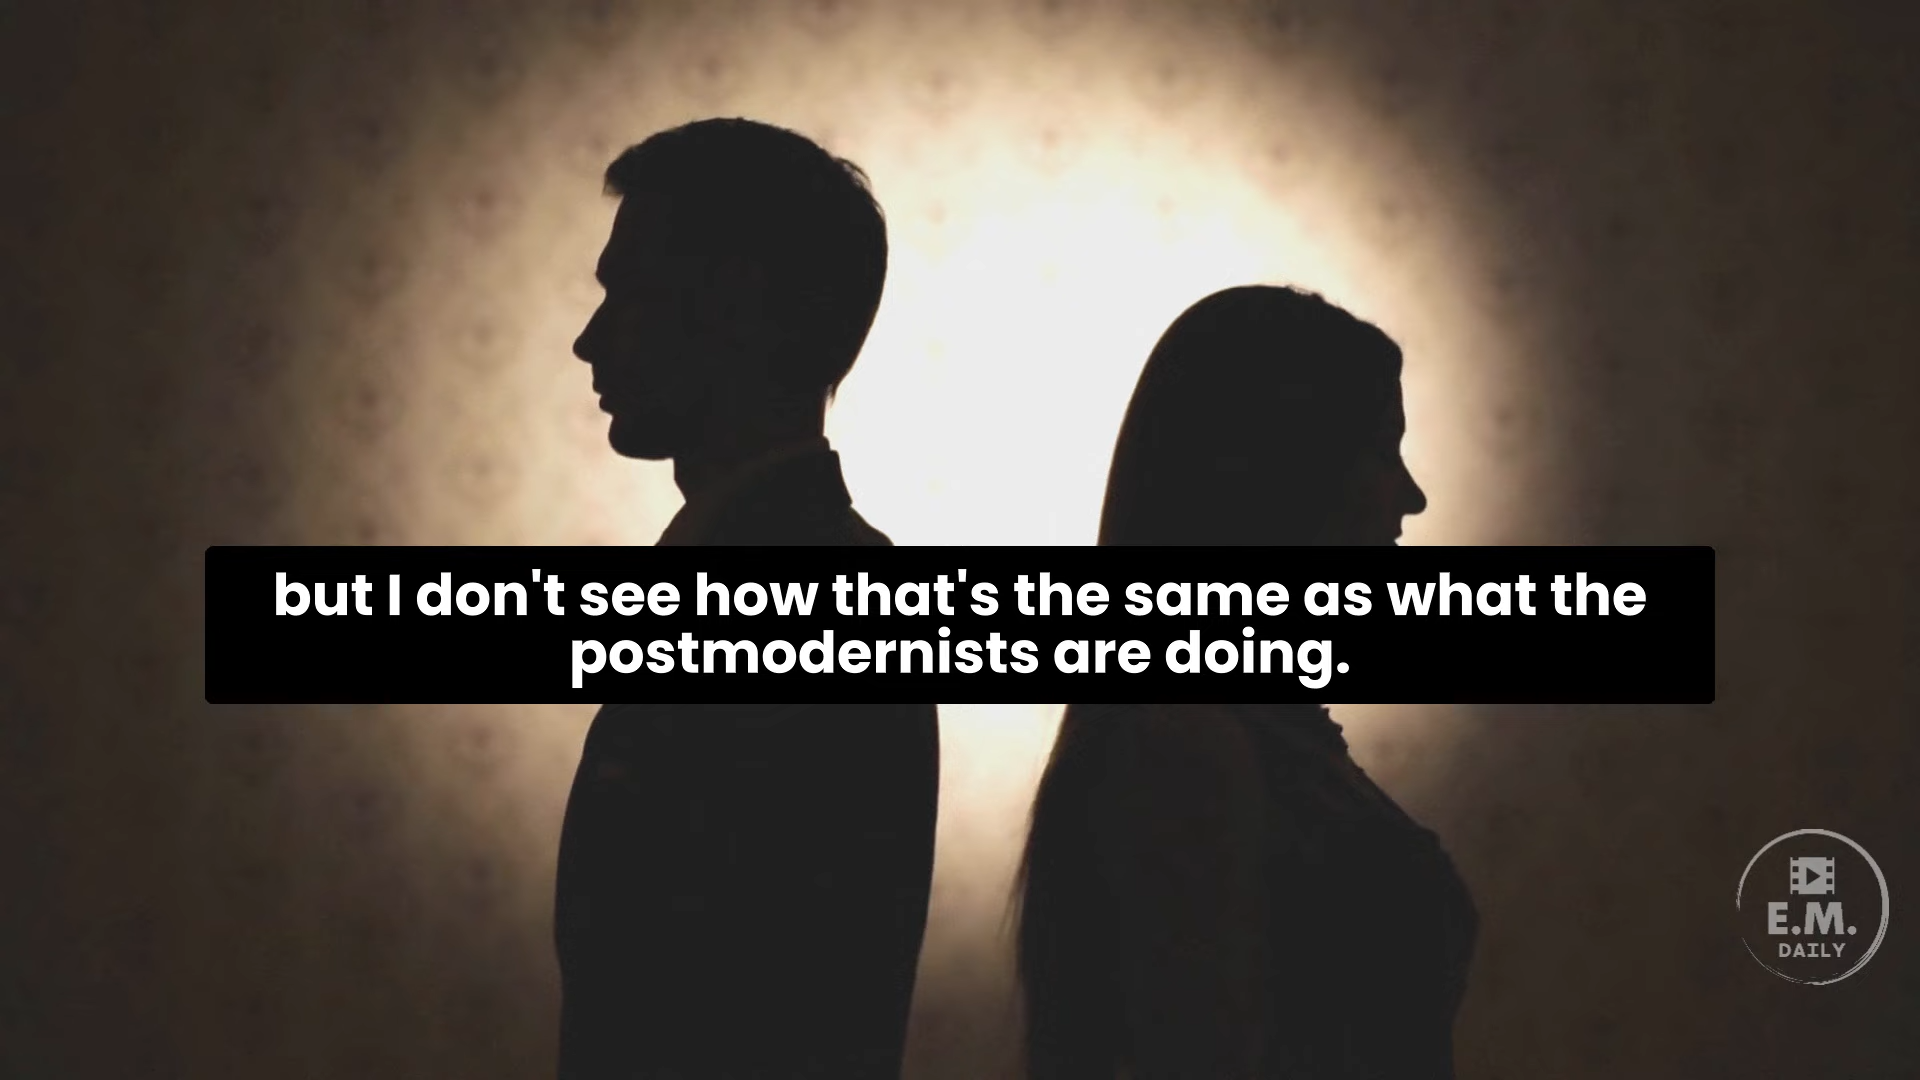 but I don't see how that's the same as what the
postmodernists are doing.
E.M.
DAILY